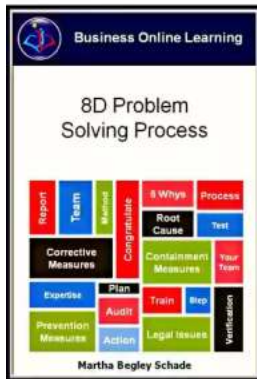 Business Online Learning
8D Problem
Solving Process
Report
Team
Method
Congratulate
5 Whys
Process
Root
Cause
Test
Corrective
Measures
Containment
Measures
Your
Team
Expertise
Plan
Audit
Train
Step
Verification
Prevention
Measures
Action
Legal Issues
Martha Begley Schade